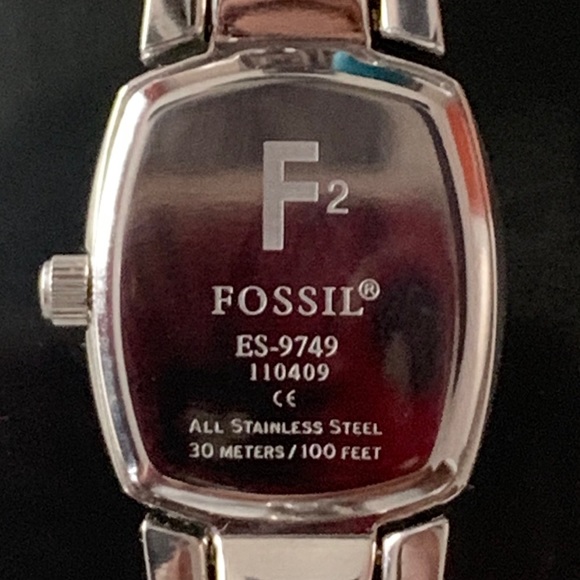 F2
FOSSIL®
ES-9749
110409
CE
ALL STAINLESS STEEL
30 METERS/100 FEET